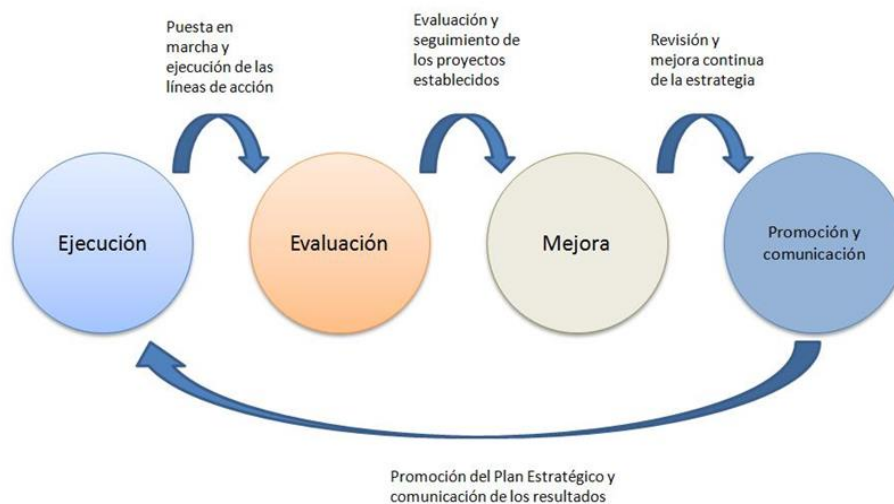 Puesta en
marcha y
ejecución de las
líneas de acción
Evaluación y
seguimiento de
los proyectos
establecidos
Revisión y
mejora continua
de la estrategia
Ejecución
Evaluación
Mejora
Promoción y
comunicación
Promoción del Plan Estratégico y
comunicación de los resultados